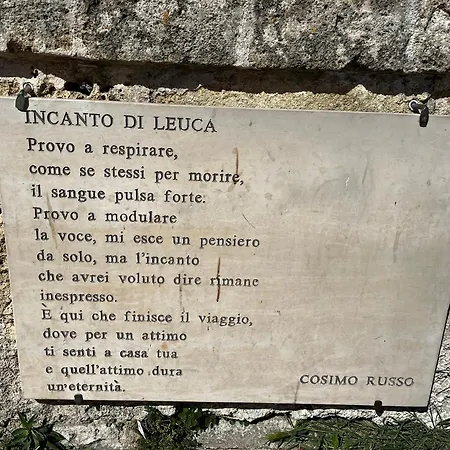 INCANTO DI LEUCA
Provo a respirare,
come se stessi per morire,
il sangue pulsa forte.
Provo a modulare
la voce, mi esce un pensiero
da solo, ma l'incanto
che avrei voluto dire rimane
inespresso.
È qui che finisce il viaggio,
dove per un attimo
ti senti a casa tua
e quell'attimo dura
un'eternità.
COSIMO RUSSO